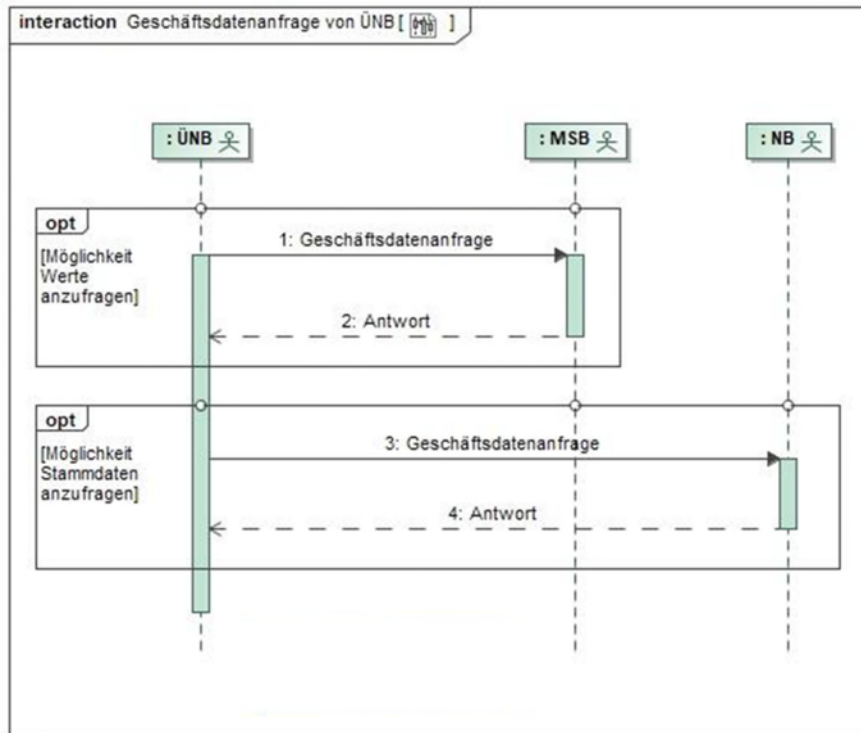 interaction Geschäftsdatenanfrage von ÜNB [ ]
: ÜNB
: MSB
: NB
opt
[Möglichkeit
Werte
anzufragen]
1: Geschäftsdatenanfrage
2: Antwort
opt
[Möglichkeit
Stammdaten
anzufragen]
3: Geschäftsdatenanfrage
4: Antwort